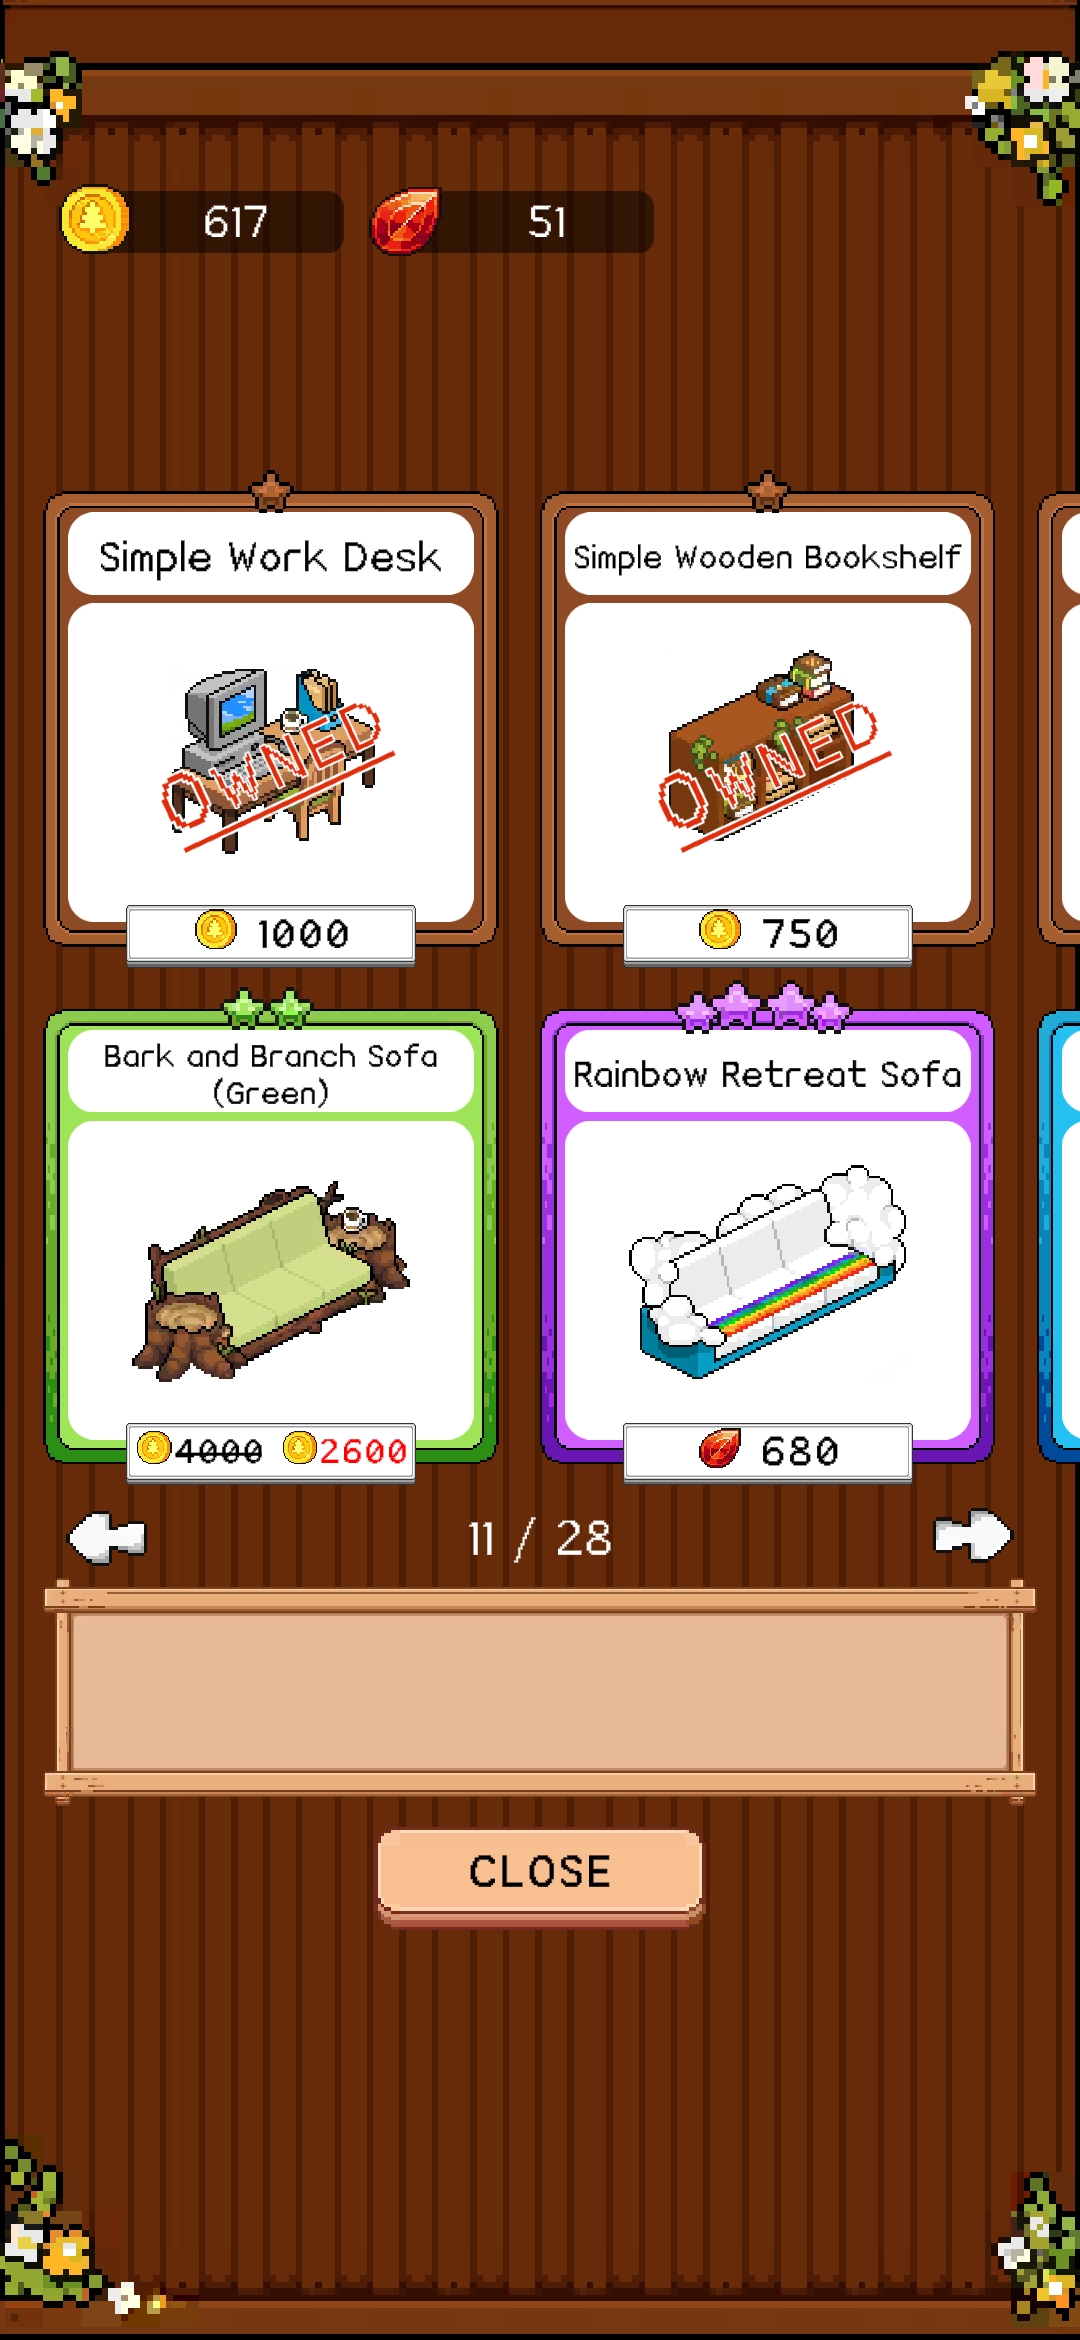 617 51
Simple Work Desk
Simple Wooden Bookshelf
OWNED
OWNED
1000
750
Bark and Branch Sofa
(Green)
Rainbow Retreat Sofa
4000 2600
680
11 / 28
CLOSE